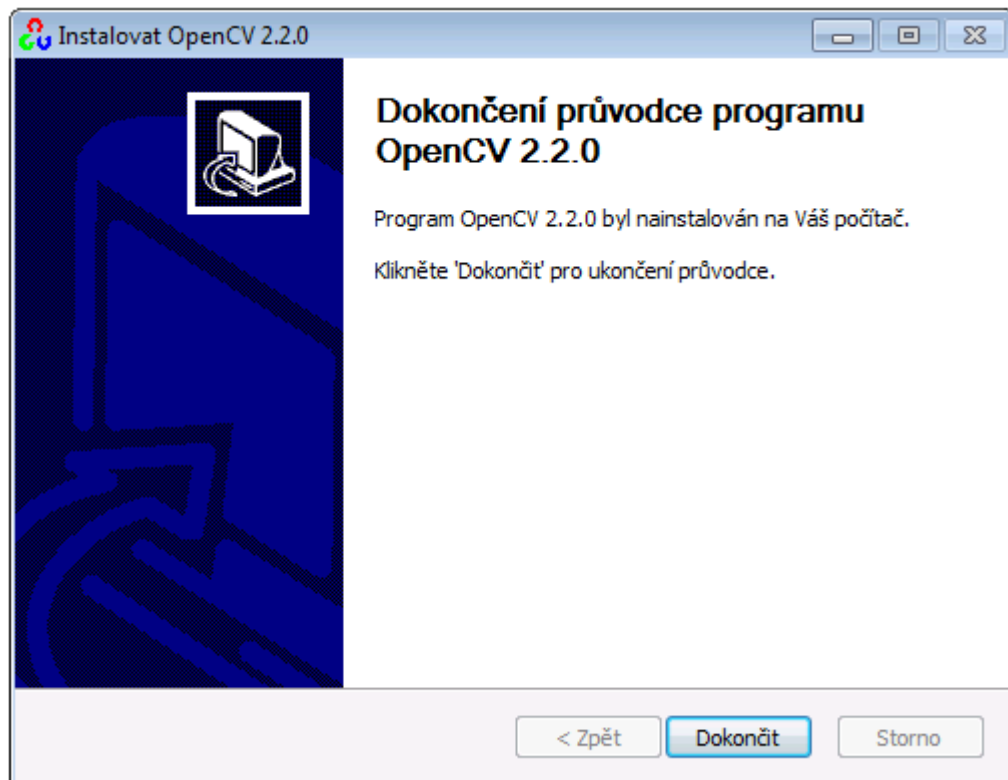 Instalovat OpenCV 2.2.0
Dokončení průvodce programu
OpenCV 2.2.0
Program OpenCV 2.2.0 byl nainstalován na Váš počítač.
Klikněte 'Dokončit' pro ukončení průvodce.
< Zpět
Dokončit
Storno